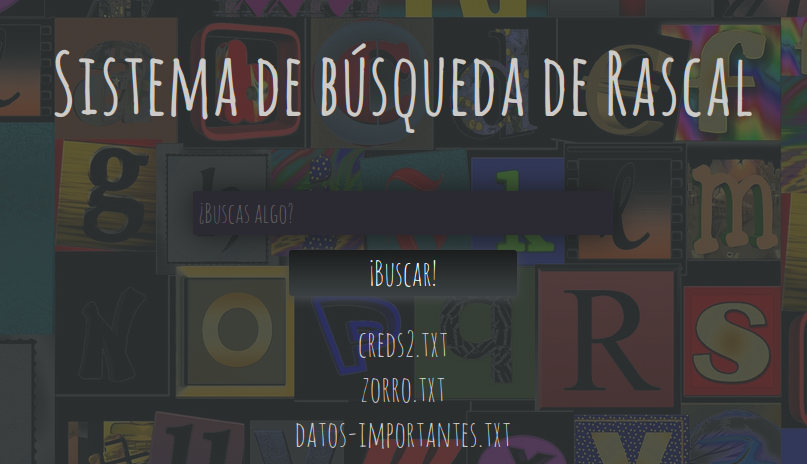 Sistema de búsqueda de Rascal
¿Buscas algo?
¡Buscar!
creds2.txt
zorro.txt
datos-importantes.txt